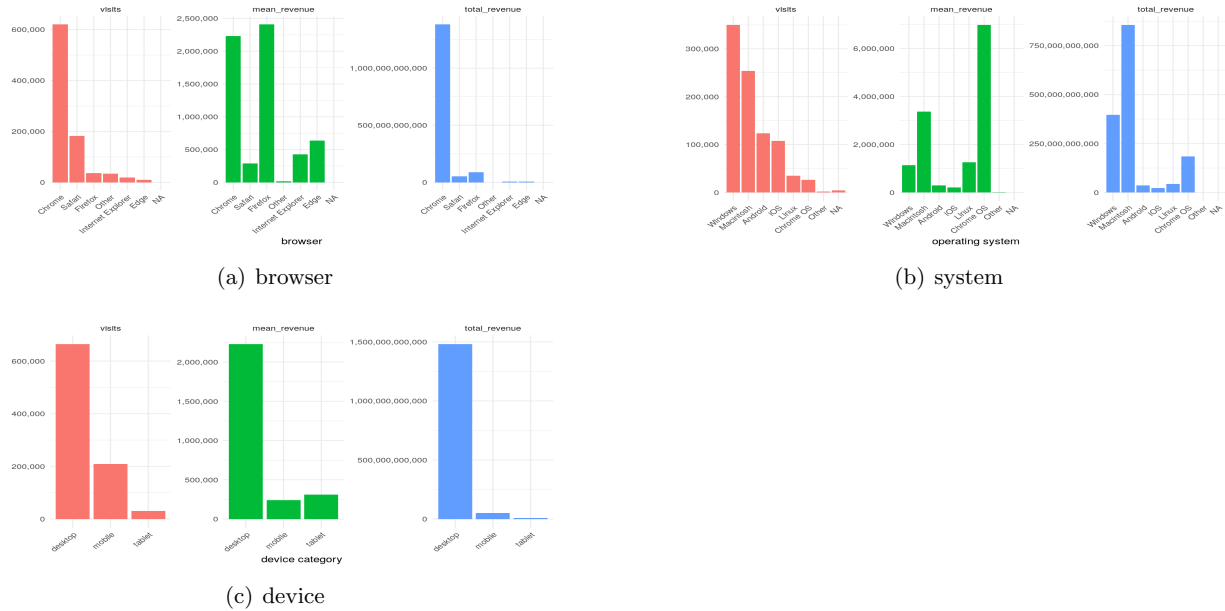 visits
mean_revenue
total_revenue
600,000
400,000
200,000
0
2,500,000
2,000,000
1,500,000
1,000,000
500,000
0
1,000,000,000,000
500,000,000,000
0
Chrome
Safari
Firefox
Other
Internet Explorer
Edge
NA
Chrome
Safari
Firefox
Other
Internet Explorer
Edge
NA
Chrome
Safari
Firefox
Other
Internet Explorer
Edge
NA
browser
(a) browser
visits
mean_revenue
total_revenue
300,000
200,000
100,000
0
6,000,000
4,000,000
2,000,000
0
750,000,000,000
500,000,000,000
250,000,000,000
0
Windows
Macintosh
Android
iOS
Linux
Chrome OS
Other
NA
Windows
Macintosh
Android
iOS
Linux
Chrome OS
Other
NA
Windows
Macintosh
Android
iOS
Linux
Chrome OS
Other
NA
operating system
(b) system
visits
mean_revenue
total_revenue
600,000
400,000
200,000
0
2,000,000
1,500,000
1,000,000
500,000
0
1,500,000,000,000
1,000,000,000,000
500,000,000,000
0
desktop
mobile
tablet
desktop
mobile
tablet
desktop
mobile
tablet
device category
(c) device